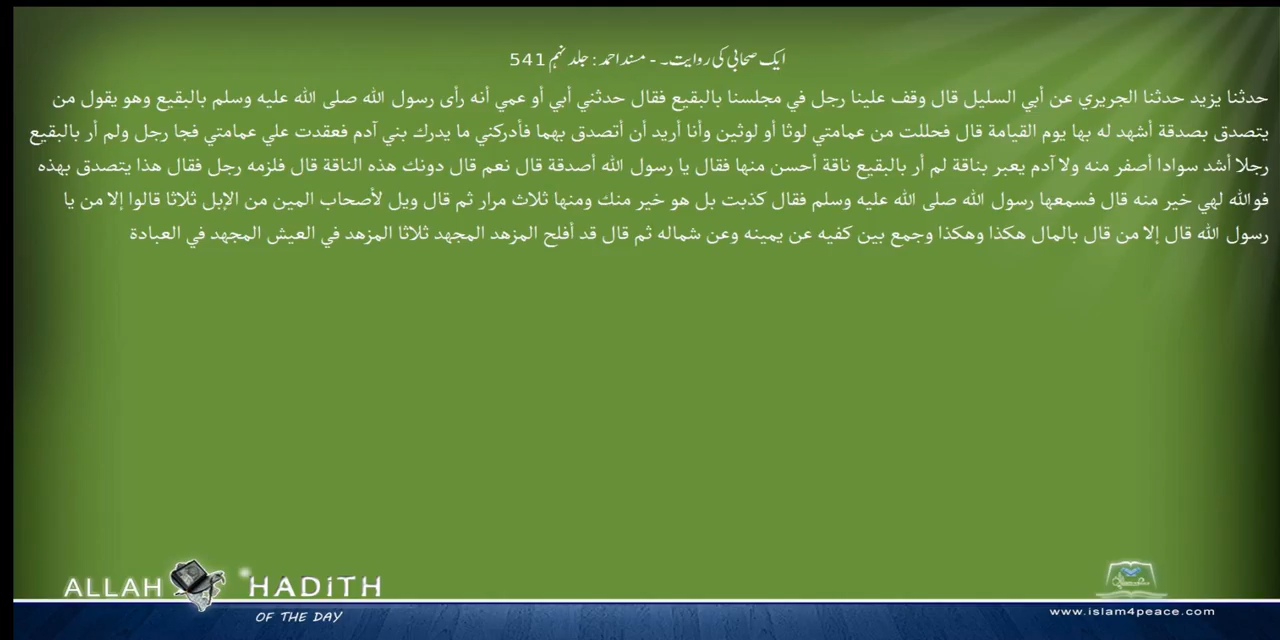 ایک صحابی کی روایت۔ - مسند احمد : جلد نہم 541
حدثنا يزيد حدثنا الجريري عن أبي السليل قال وقف علينا رجل في مجلسنا بالبقيع فقال حدثني أبي أو عمي أنه رأى رسول الله صلى الله عليه وسلم بالبقيع وهو يقول من
يتصدق بصدقة أشهد له بها يوم القيامة قال فحللت من عمامتي لوثا أو لوثين وأنا أريد أن أتصدق بهما فأدركني ما يدرك بني آدم فعقدت علي عمامتي فجا رجل ولم أر بالبقيع
رجلا أشد سوادا أصفر منه ولا آدم يعبر بناقة لم أر بالبقيع ناقة أحسن منها فقال يا رسول الله أصدقة قال نعم قال دونك هذه الناقة قال فلزمه رجل فقال هذا يتصدق بهذه
فوالله لهي خير منه قال فسمعها رسول الله صلى الله عليه وسلم فقال كذبت بل هو خير منك ومنها ثلاث مرار ثم قال ويل لأصحاب المين من الإبل ثلاثا قالوا إلا من يا
رسول الله قال إلا من قال بالمال هكذا وهكذا وجمع بين كفيه عن يمينه وعن شماله ثم قال قد أفلح المزهد المجهد ثلاثا المزهد في العيش المجهد في العبادة
ALLAH HADiTH
OF THE DAY
www.islam4peace.com